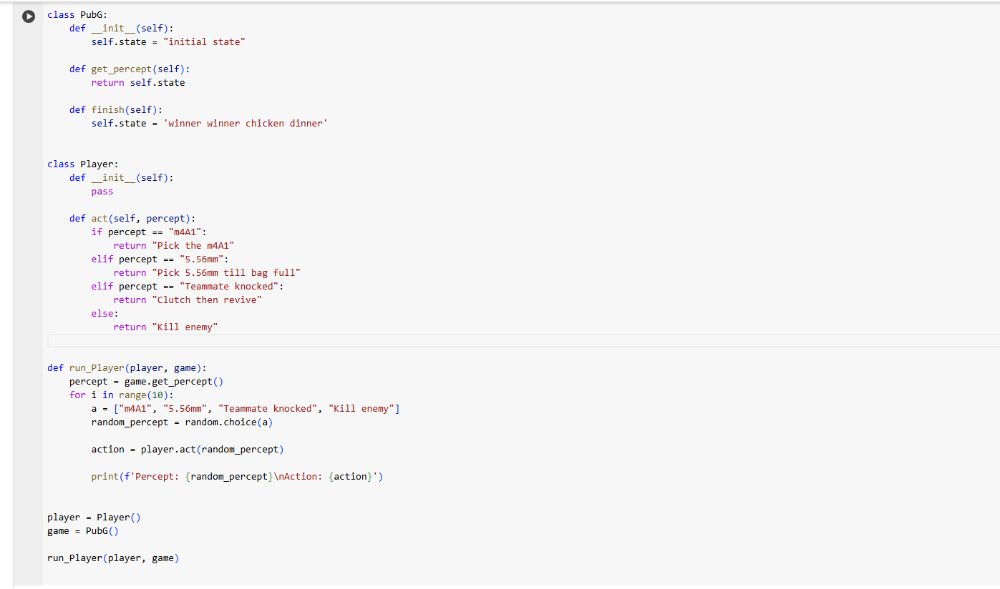 class PubG:
    def __init__(self):
        self.state = "initial state"

    def get_percept(self):
        return self.state

    def finish(self):
        self.state = 'winner winner chicken dinner'


class Player:
    def __init__(self):
        pass

    def act(self, percept):
        if percept == "m4A1":
            return "Pick the m4A1"
        elif percept == "5.56mm":
            return "Pick 5.56mm till bag full"
        elif percept == "Teammate knocked":
            return "Clutch then revive"
        else:
            return "Kill enemy"


def run_Player(player, game):
    percept = game.get_percept()
    for i in range(10):
        a = ["m4A1", "5.56mm", "Teammate knocked", "Kill enemy"]
        random_percept = random.choice(a)

        action = player.act(random_percept)

        print(f'Percept: {random_percept}\nAction: {action}')


player = Player()
game = PubG()

run_Player(player, game)